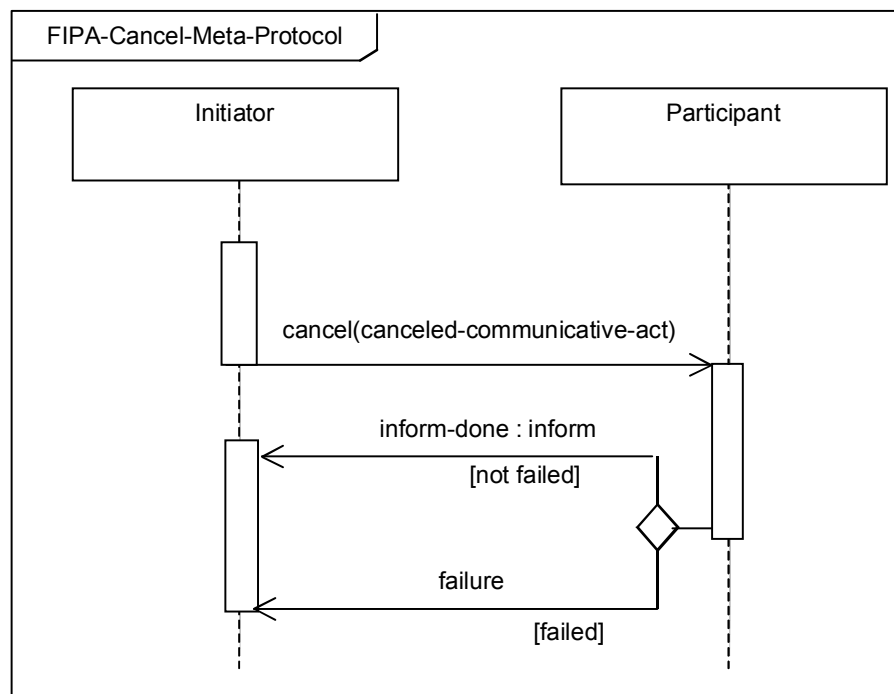 FIPA-Cancel-Meta-Protocol
Initiator
Participant
cancel(canceled-communicative-act)
inform-done : inform
[not failed]
failure
[failed]